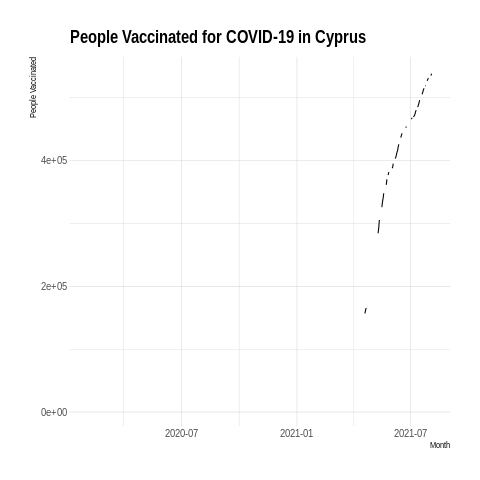 People Vaccinated for COVID-19 in Cyprus
People Vaccinated
4e+05
2e+05
0e+00
2020-07 2021-01 2021-07
Month